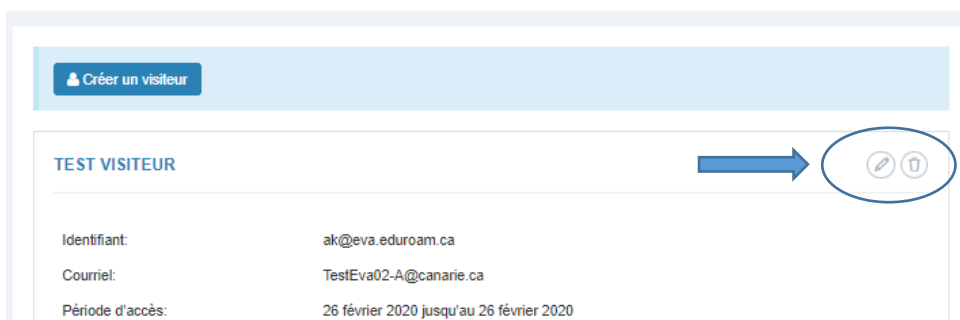 Créer un visiteur
TEST VISITEUR
Identifiant: ak@eva.eduroam.ca
Courriel: TestEva02-A@canarie.ca
Période d'accès: 26 février 2020 jusqu'au 26 février 2020